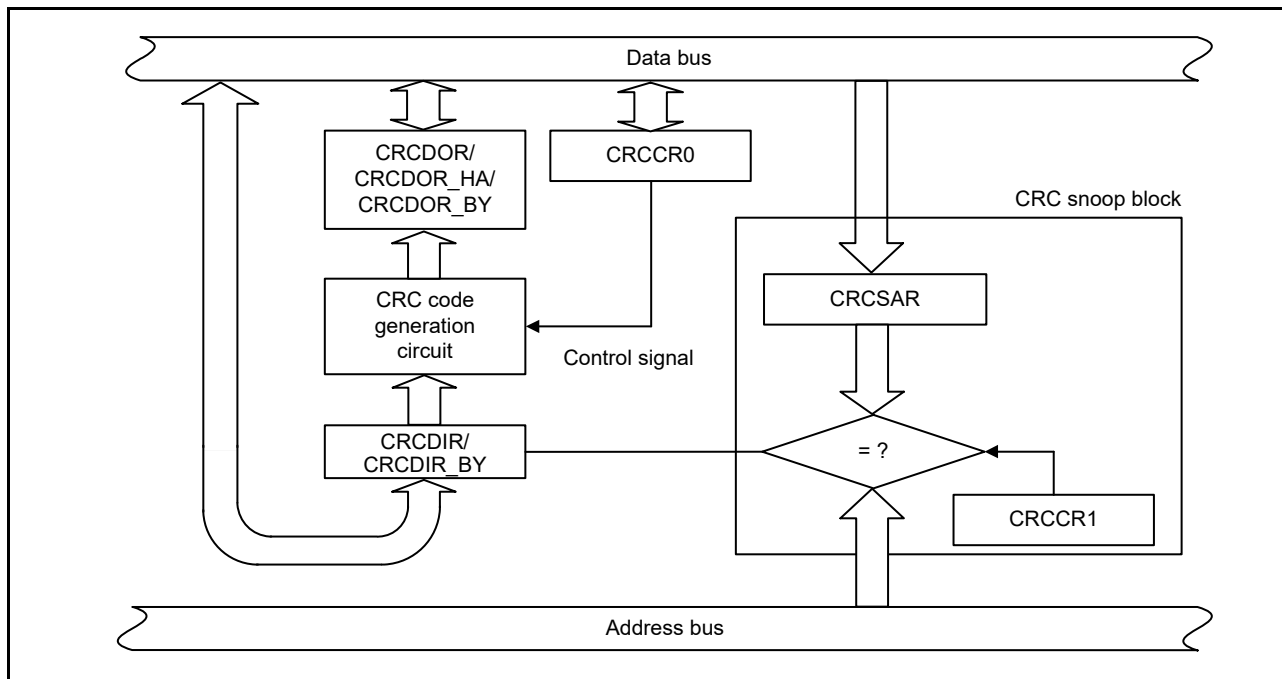 Data bus
CRCDOR/
CRCDOR_HA/
CRCDOR_BY
CRCCR0
CRC snoop block
CRCSAR
CRC code
generation
circuit
Control signal
CRCDIR/
CRCDIR_BY
= ?
CRCCR1
Address bus